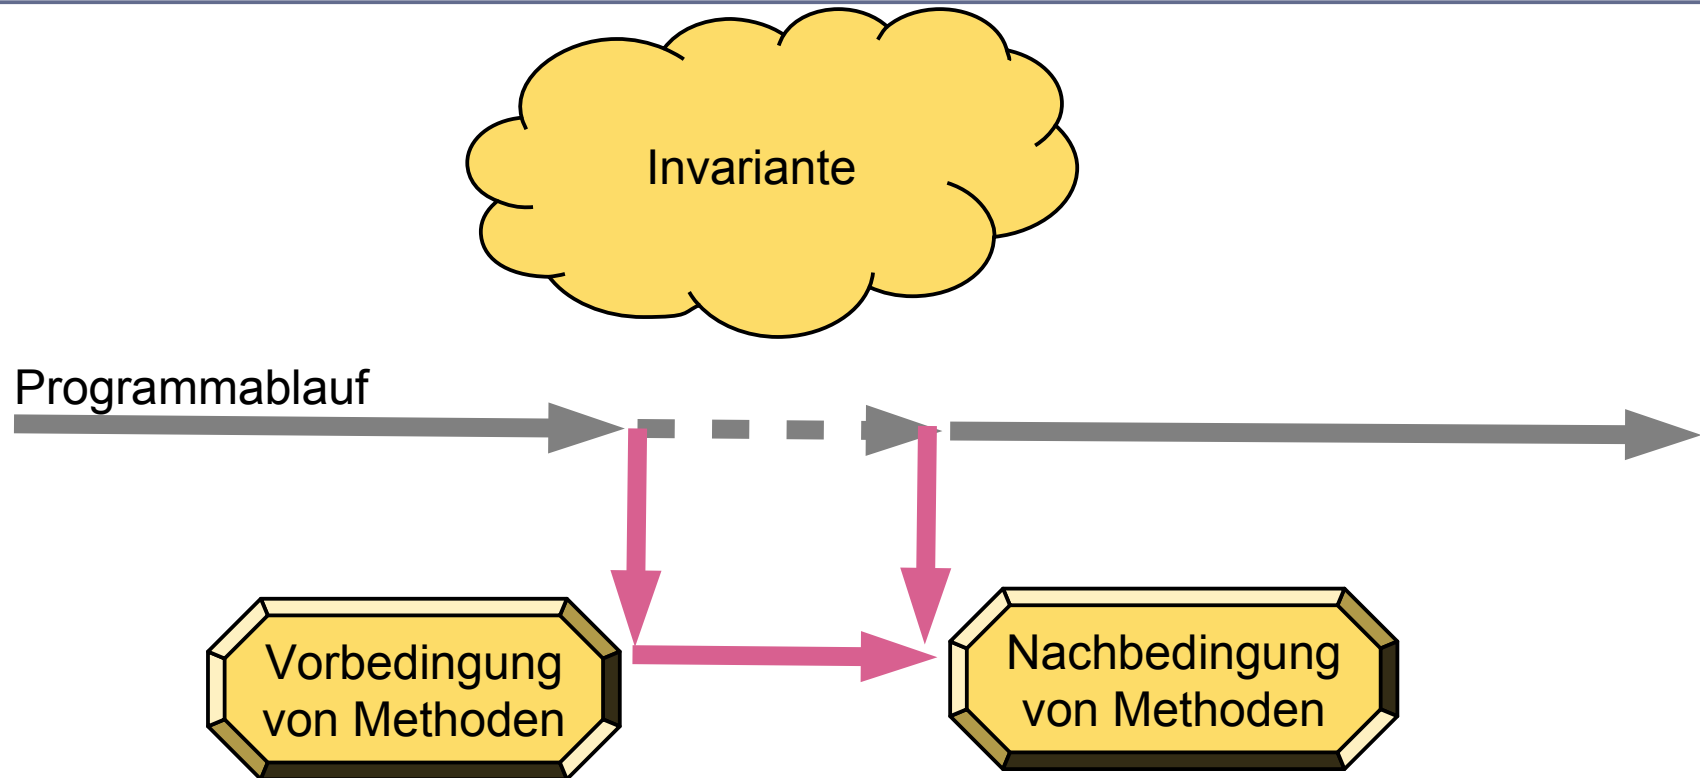 Invariante
Programmablauf
Vorbedingung
von Methoden
Nachbedingung
von Methoden